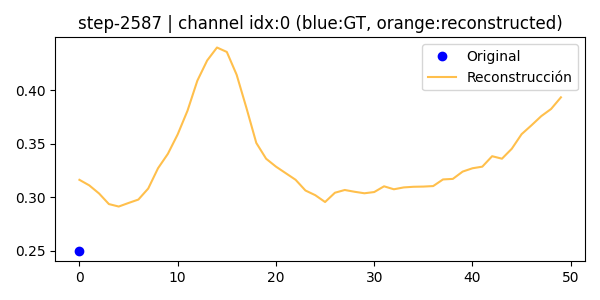 step-2587 | channel idx:0 (blue:GT, orange:reconstructed)
Original
Reconstrucción
0.40
0.35
0.30
0.25
0 10 20 30 40 50